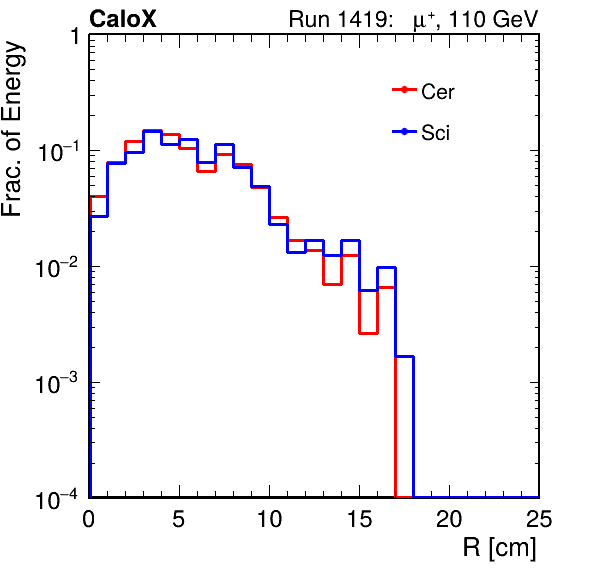 CaloX Run 1419: μ⁺, 110 GeV
Frac. of Energy
1
10⁻¹
10⁻²
10⁻³
10⁻⁴
Cer
Sci
0 5 10 15 20 25
R [cm]